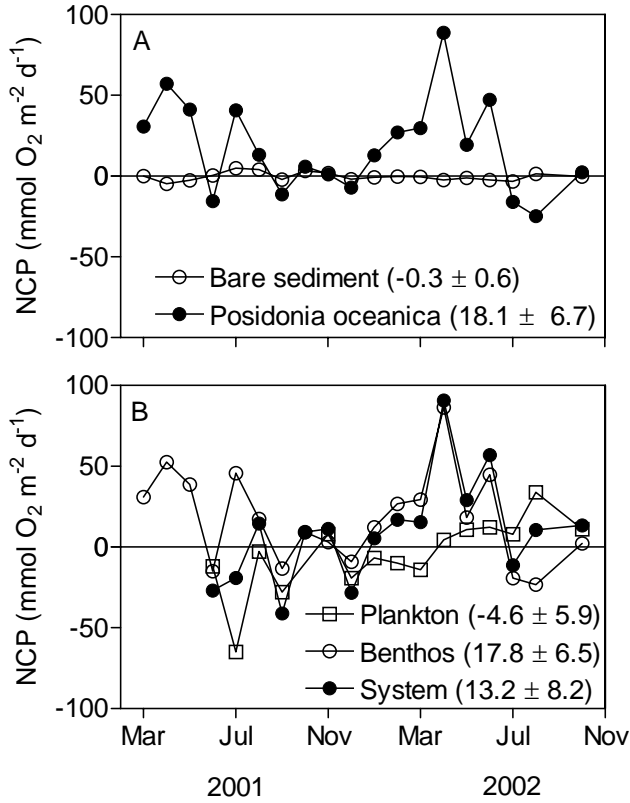 A
NCP (mmol O2 m-2 d-1)
100
50
0
-50
-100
Bare sediment (-0.3 ± 0.6)
Posidonia oceanica (18.1 ± 6.7)
B
NCP (mmol O2 m-2 d-1)
100
50
0
-50
-100
Plankton (-4.6 ± 5.9)
Benthos (17.8 ± 6.5)
System (13.2 ± 8.2)
Mar Jul Nov Mar Jul Nov
2001 2002